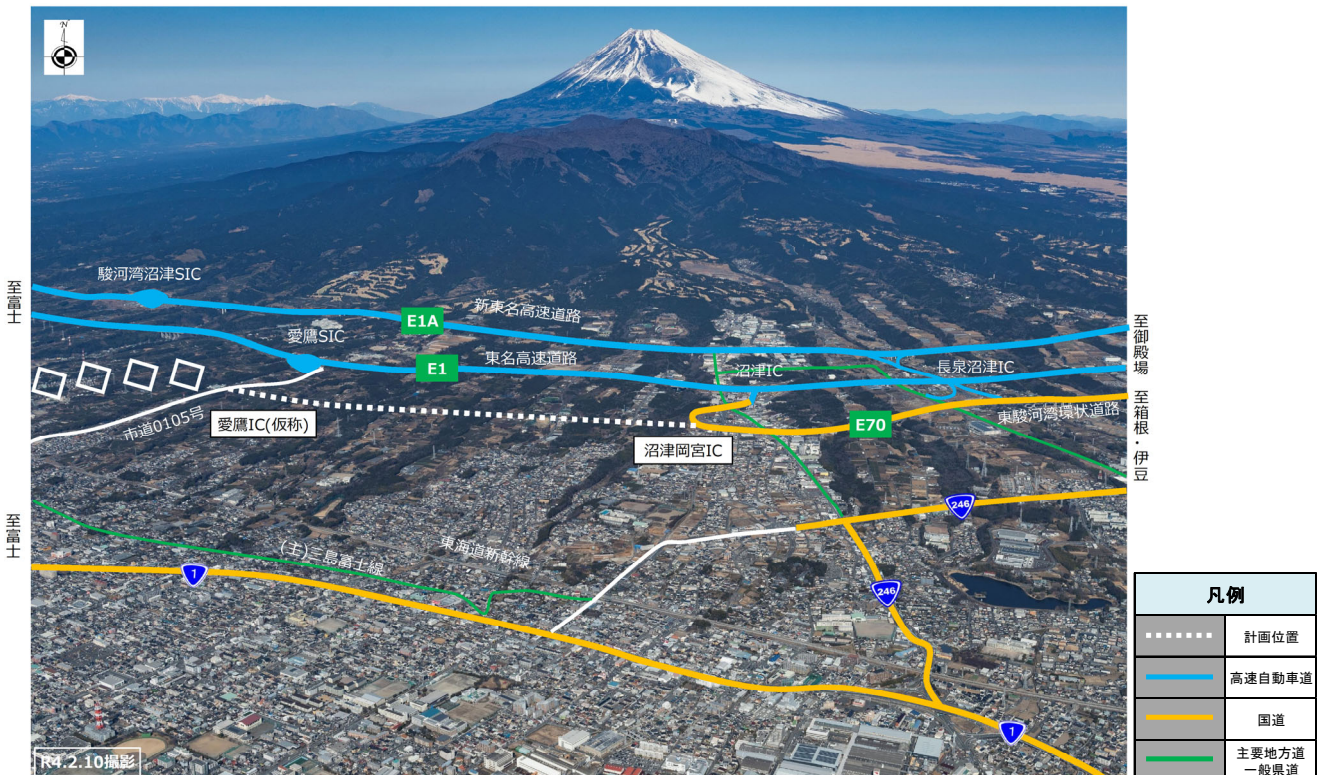 N
駿河湾沼津SIC
新東名高速道路
E1A
至富士
愛鷹SIC
E1
東名高速道路
沼津IC
長泉沼津IC
至御殿場
市道0105号
愛鷹IC(仮称)
沼津岡宮IC
E70
東駿河湾環状道路
至箱根・伊豆
246
至富士
(主)三島富士線
東海道新幹線
1
246
1
R4.2.10撮影
凡例
計画位置
高速自動車道
国道
主要地方道
一般県道